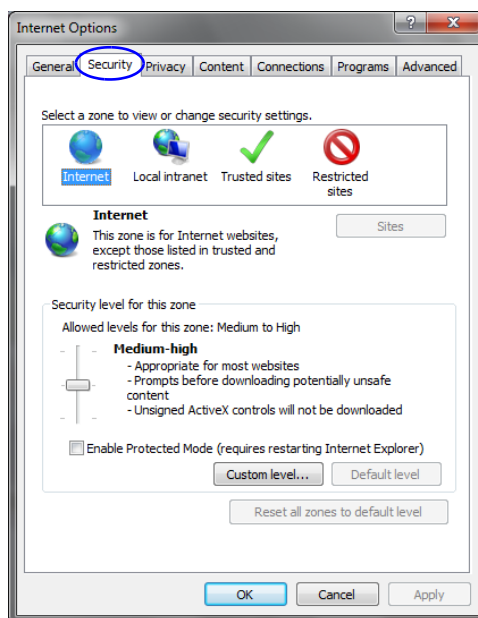 Internet Options
?
X
General Security Privacy Content Connections Programs Advanced
Select a zone to view or change security settings.
Internet Local intranet Trusted sites Restricted
sites
Internet
Sites
This zone is for Internet websites,
except those listed in trusted and
restricted zones.
Security level for this zone
Allowed levels for this zone: Medium to High
Medium-high
- Appropriate for most websites
- Prompts before downloading potentially unsafe
content
- Unsigned ActiveX controls will not be downloaded
Enable Protected Mode (requires restarting Internet Explorer)
Custom level... Default level
Reset all zones to default level
OK Cancel Apply